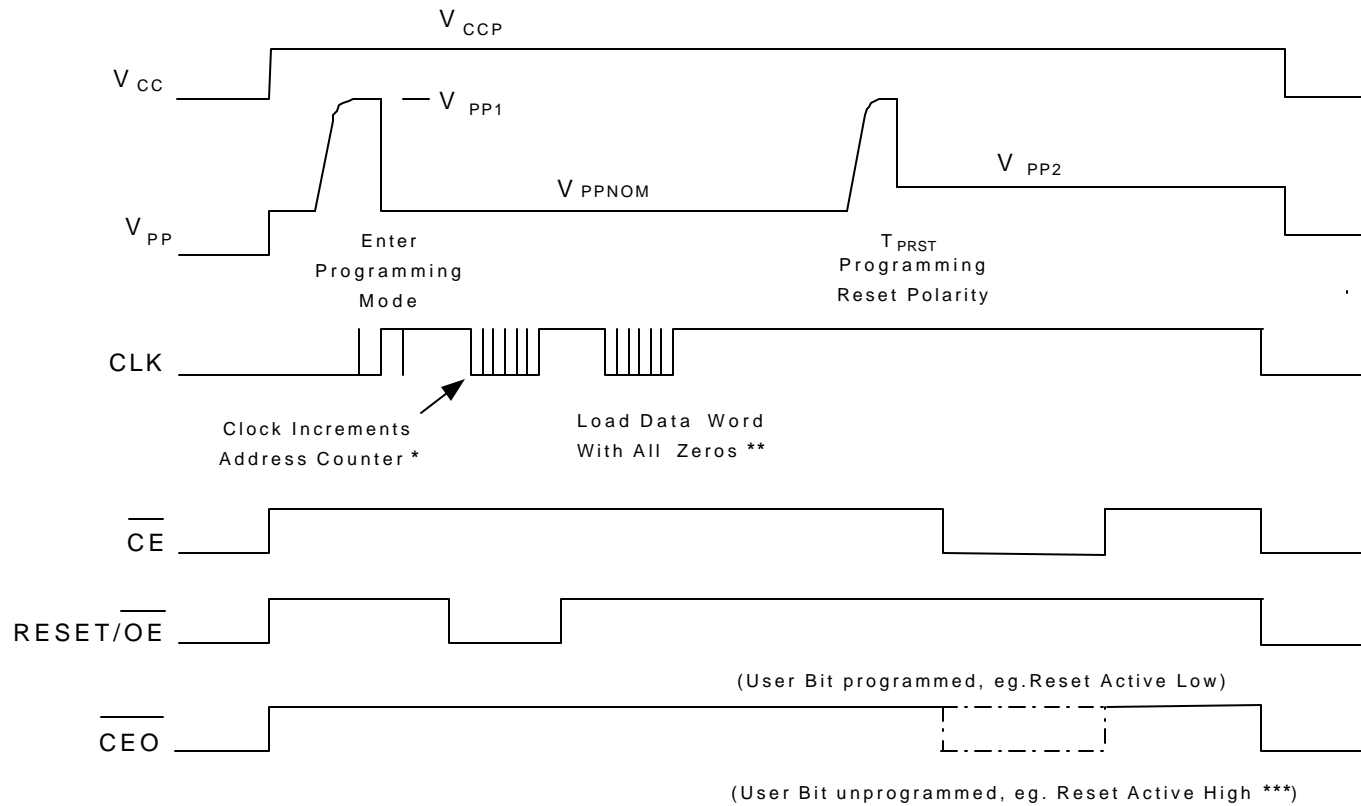 V CCP
V CC
V PP1
V PP2
V PPNOM
V PP
Enter
Programming
Mode
T PRST
Programming
Reset Polarity
CLK
Clock Increments
Address Counter *
Load Data Word
With All Zeros **
CE
RESET/OE
(User Bit programmed, eg.Reset Active Low)
CEO
(User Bit unprogrammed, eg. Reset Active High ***)